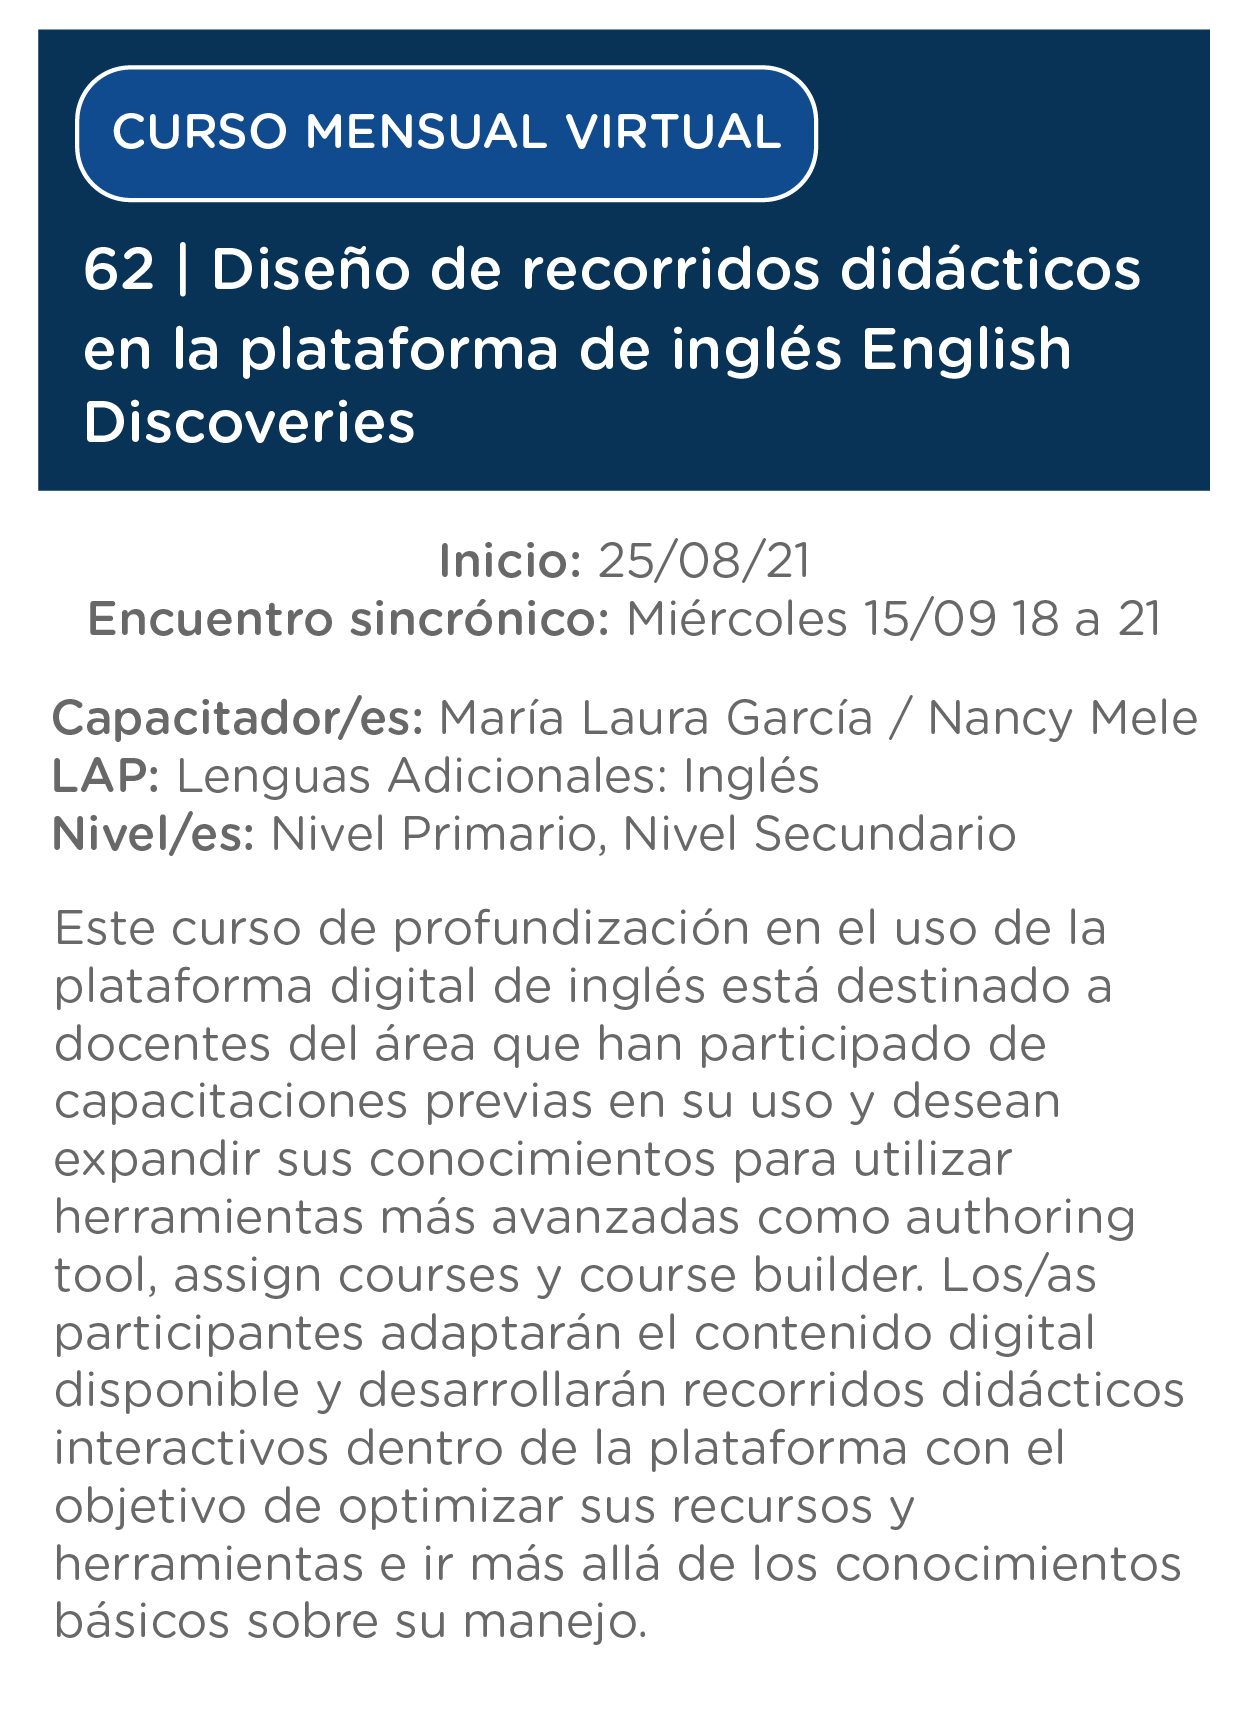 CURSO MENSUAL VIRTUAL
62 | Diseño de recorridos didácticos
en la plataforma de inglés English
Discoveries
Inicio: 25/08/21
Encuentro sincrónico: Miércoles 15/09 18 a 21
Capacitador/es: María Laura García / Nancy Mele
LAP: Lenguas Adicionales: Inglés
Nivel/es: Nivel Primario, Nivel Secundario
Este curso de profundización en el uso de la
plataforma digital de inglés está destinado a
docentes del área que han participado de
capacitaciones previas en su uso y desean
expandir sus conocimientos para utilizar
herramientas más avanzadas como authoring
tool, assign courses y course builder. Los/as
participantes adaptarán el contenido digital
disponible y desarrollarán recorridos didácticos
interactivos dentro de la plataforma con el
objetivo de optimizar sus recursos y
herramientas e ir más allá de los conocimientos
básicos sobre su manejo.